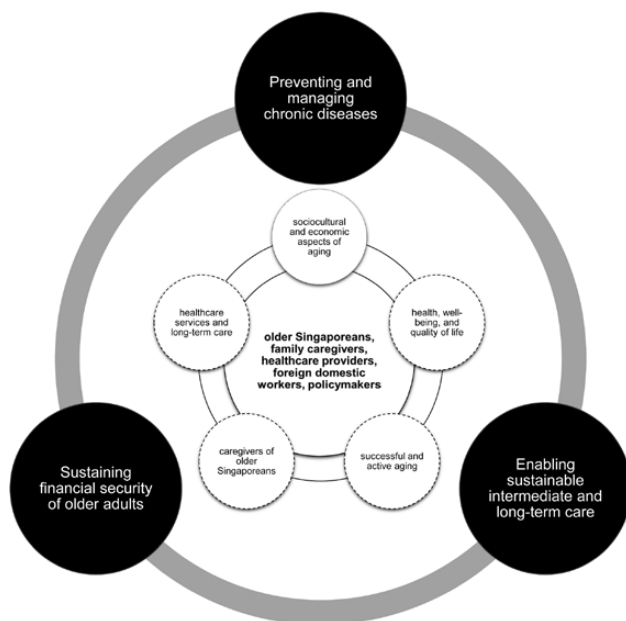 Preventing and
managing
chronic diseases
sociocultural
and economic
aspects of
aging
healthcare
services and
long-term care
health, well-
being, and
quality of life
older Singaporeans,
family caregivers,
healthcare providers,
foreign domestic
workers, policymakers
caregivers of
older
Singaporeans
successful and
active aging
Sustaining
financial security
of older adults
Enabling
sustainable
intermediate and
long-term care